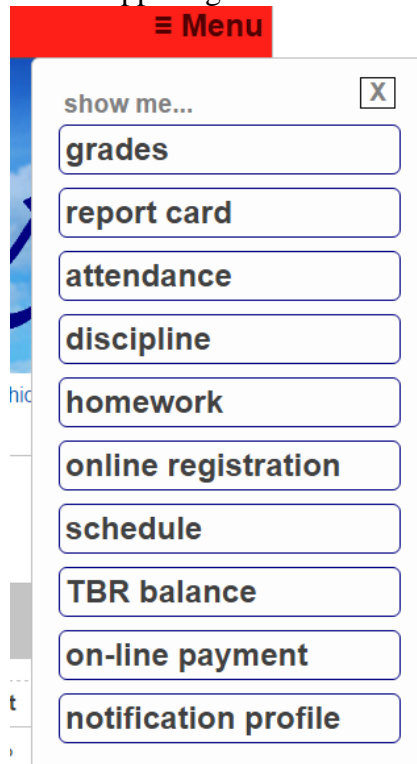 ≡ Menu
X
show me...
grades
report card
attendance
discipline
homework
online registration
schedule
TBR balance
on-line payment
notification profile